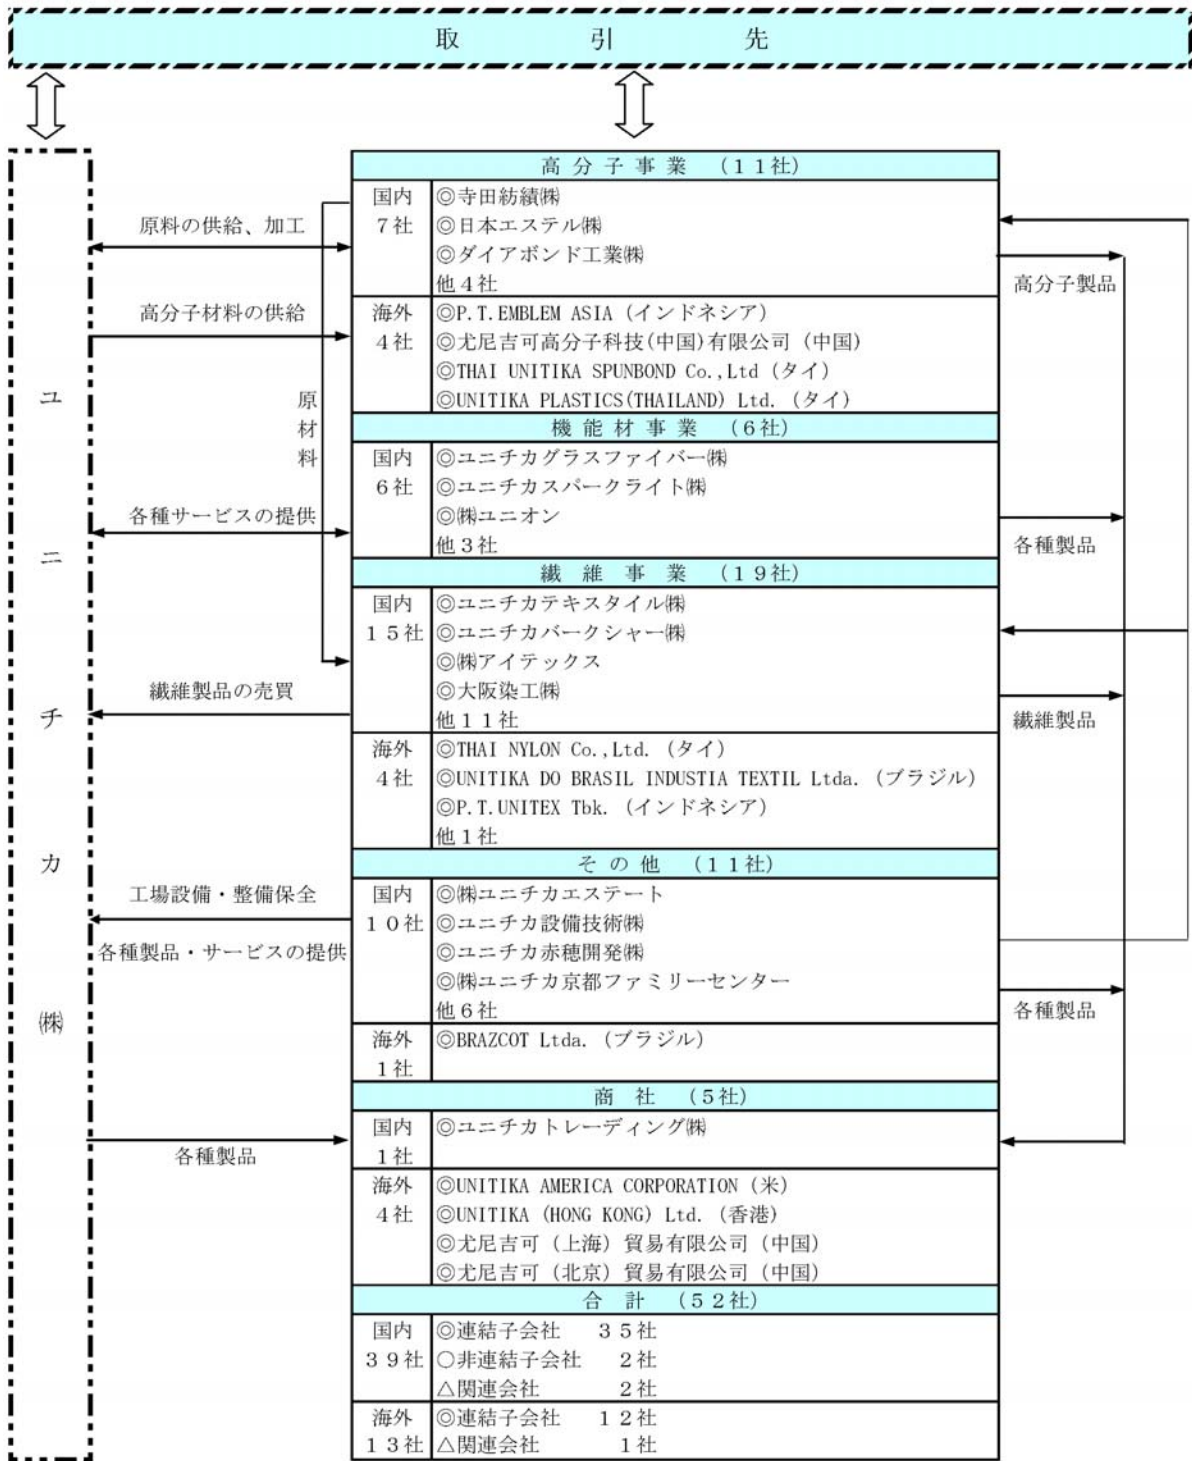 取引先
ユニチカ㈱
原料の供給、加工
高分子材料の供給
原材料
各種サービスの提供
繊維製品の売買
工場設備・整備保全
各種製品・サービスの提供
各種製品
高分子事業 (11社)
国内
7社
◎寺田紡績㈱
◎日本エステル㈱
◎ダイアボンド工業㈱
他4社
海外
4社
◎P.T.EMBLEM ASIA (インドネシア)
◎尤尼吉可高分子科技(中国)有限公司 (中国)
◎THAI UNITIKA SPUNBOND Co.,Ltd (タイ)
◎UNITIKA PLASTICS(THAILAND) Ltd. (タイ)
機能材事業 (6社)
国内
6社
◎ユニチカグラスファイバー㈱
◎ユニチカスパークライト㈱
◎㈱ユニオン
他3社
繊維事業 (19社)
国内
15社
◎ユニチカテキスタイル㈱
◎ユニチカバークシャー㈱
◎㈱アイテックス
◎大阪染工㈱
他11社
海外
4社
◎THAI NYLON Co.,Ltd. (タイ)
◎UNITIKA DO BRASIL INDUSTIA TEXTIL Ltda. (ブラジル)
◎P.T.UNITEX Tbk. (インドネシア)
他1社
その他 (11社)
国内
10社
◎㈱ユニチカエステート
◎ユニチカ設備技術㈱
◎ユニチカ赤穂開発㈱
◎㈱ユニチカ京都ファミリーセンター
他6社
海外
1社
◎BRAZCOT Ltda. (ブラジル)
商社 (5社)
国内
1社
◎ユニチカトレーディング㈱
海外
4社
◎UNITIKA AMERICA CORPORATION (米)
◎UNITIKA (HONG KONG) Ltd. (香港)
◎尤尼吉可 (上海) 貿易有限公司 (中国)
◎尤尼吉可 (北京) 貿易有限公司 (中国)
合計 (52社)
国内
39社
◎連結子会社 35社
○非連結子会社 2社
△関連会社 2社
海外
13社
◎連結子会社 12社
△関連会社 1社
高分子製品
各種製品
繊維製品
各種製品